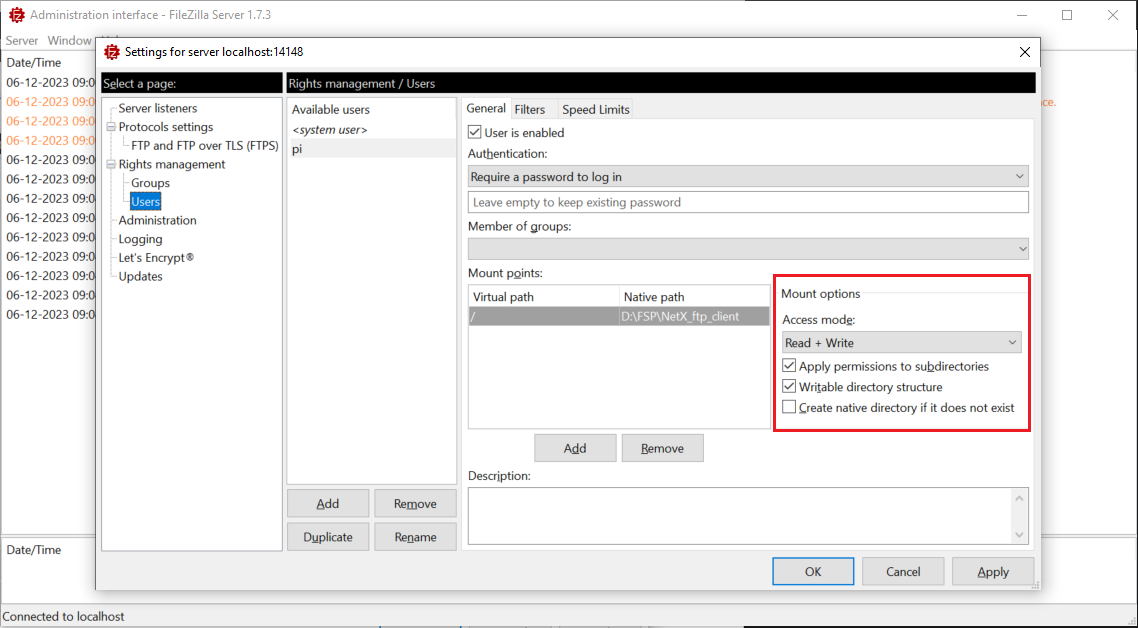 Administration interface - FileZilla Server 1.7.3
Server Window
Settings for server localhost:14148
Date/Time
06-12-2023 09:0
06-12-2023 09:0
06-12-2023 09:0
06-12-2023 09:0
06-12-2023 09:0
06-12-2023 09:0
06-12-2023 09:0
06-12-2023 09:0
06-12-2023 09:0
06-12-2023 09:0
06-12-2023 09:0
06-12-2023 09:0
06-12-2023 09:0
ce.
Select a page:
Server listeners
Protocols settings
FTP and FTP over TLS (FTPS)
Rights management
Groups
Users
Administration
Logging
Let's Encrypt®
Updates
Rights management / Users
Available users
<system user>
pi
Add Remove
Duplicate Rename
General Filters Speed Limits
User is enabled
Authentication:
Require a password to log in
Leave empty to keep existing password
Member of groups:
Mount points:
Virtual path Native path
/ D:\FSP\NetX_ftp_client
Add Remove
Mount options
Access mode:
Read + Write
Apply permissions to subdirectories
Writable directory structure
Create native directory if it does not exist
Description:
OK Cancel Apply
Date/Time
Connected to localhost